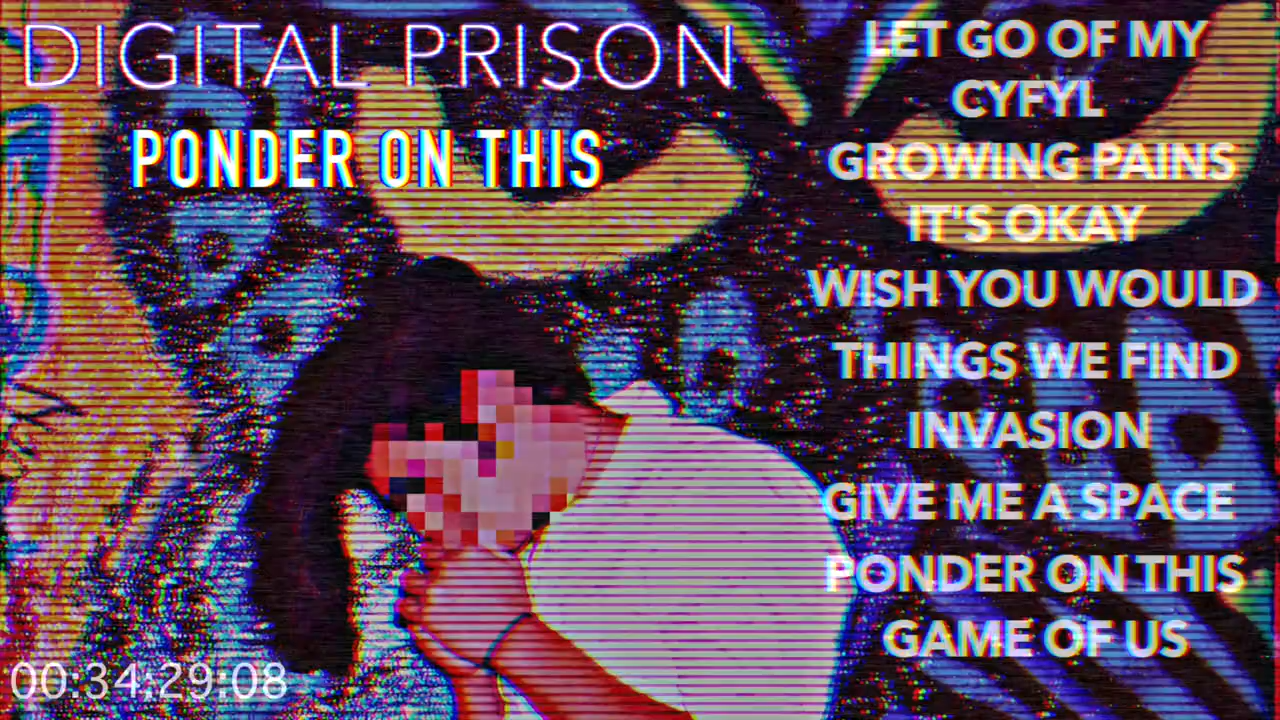 DIGITAL PRISON
PONDER ON THIS
LET GO OF MY
CYFYL
GROWING PAINS
IT'S OKAY
WISH YOU WOULD
THINGS WE FIND
INVASION
GIVE ME A SPACE
PONDER ON THIS
GAME OF US
00:34:29:08